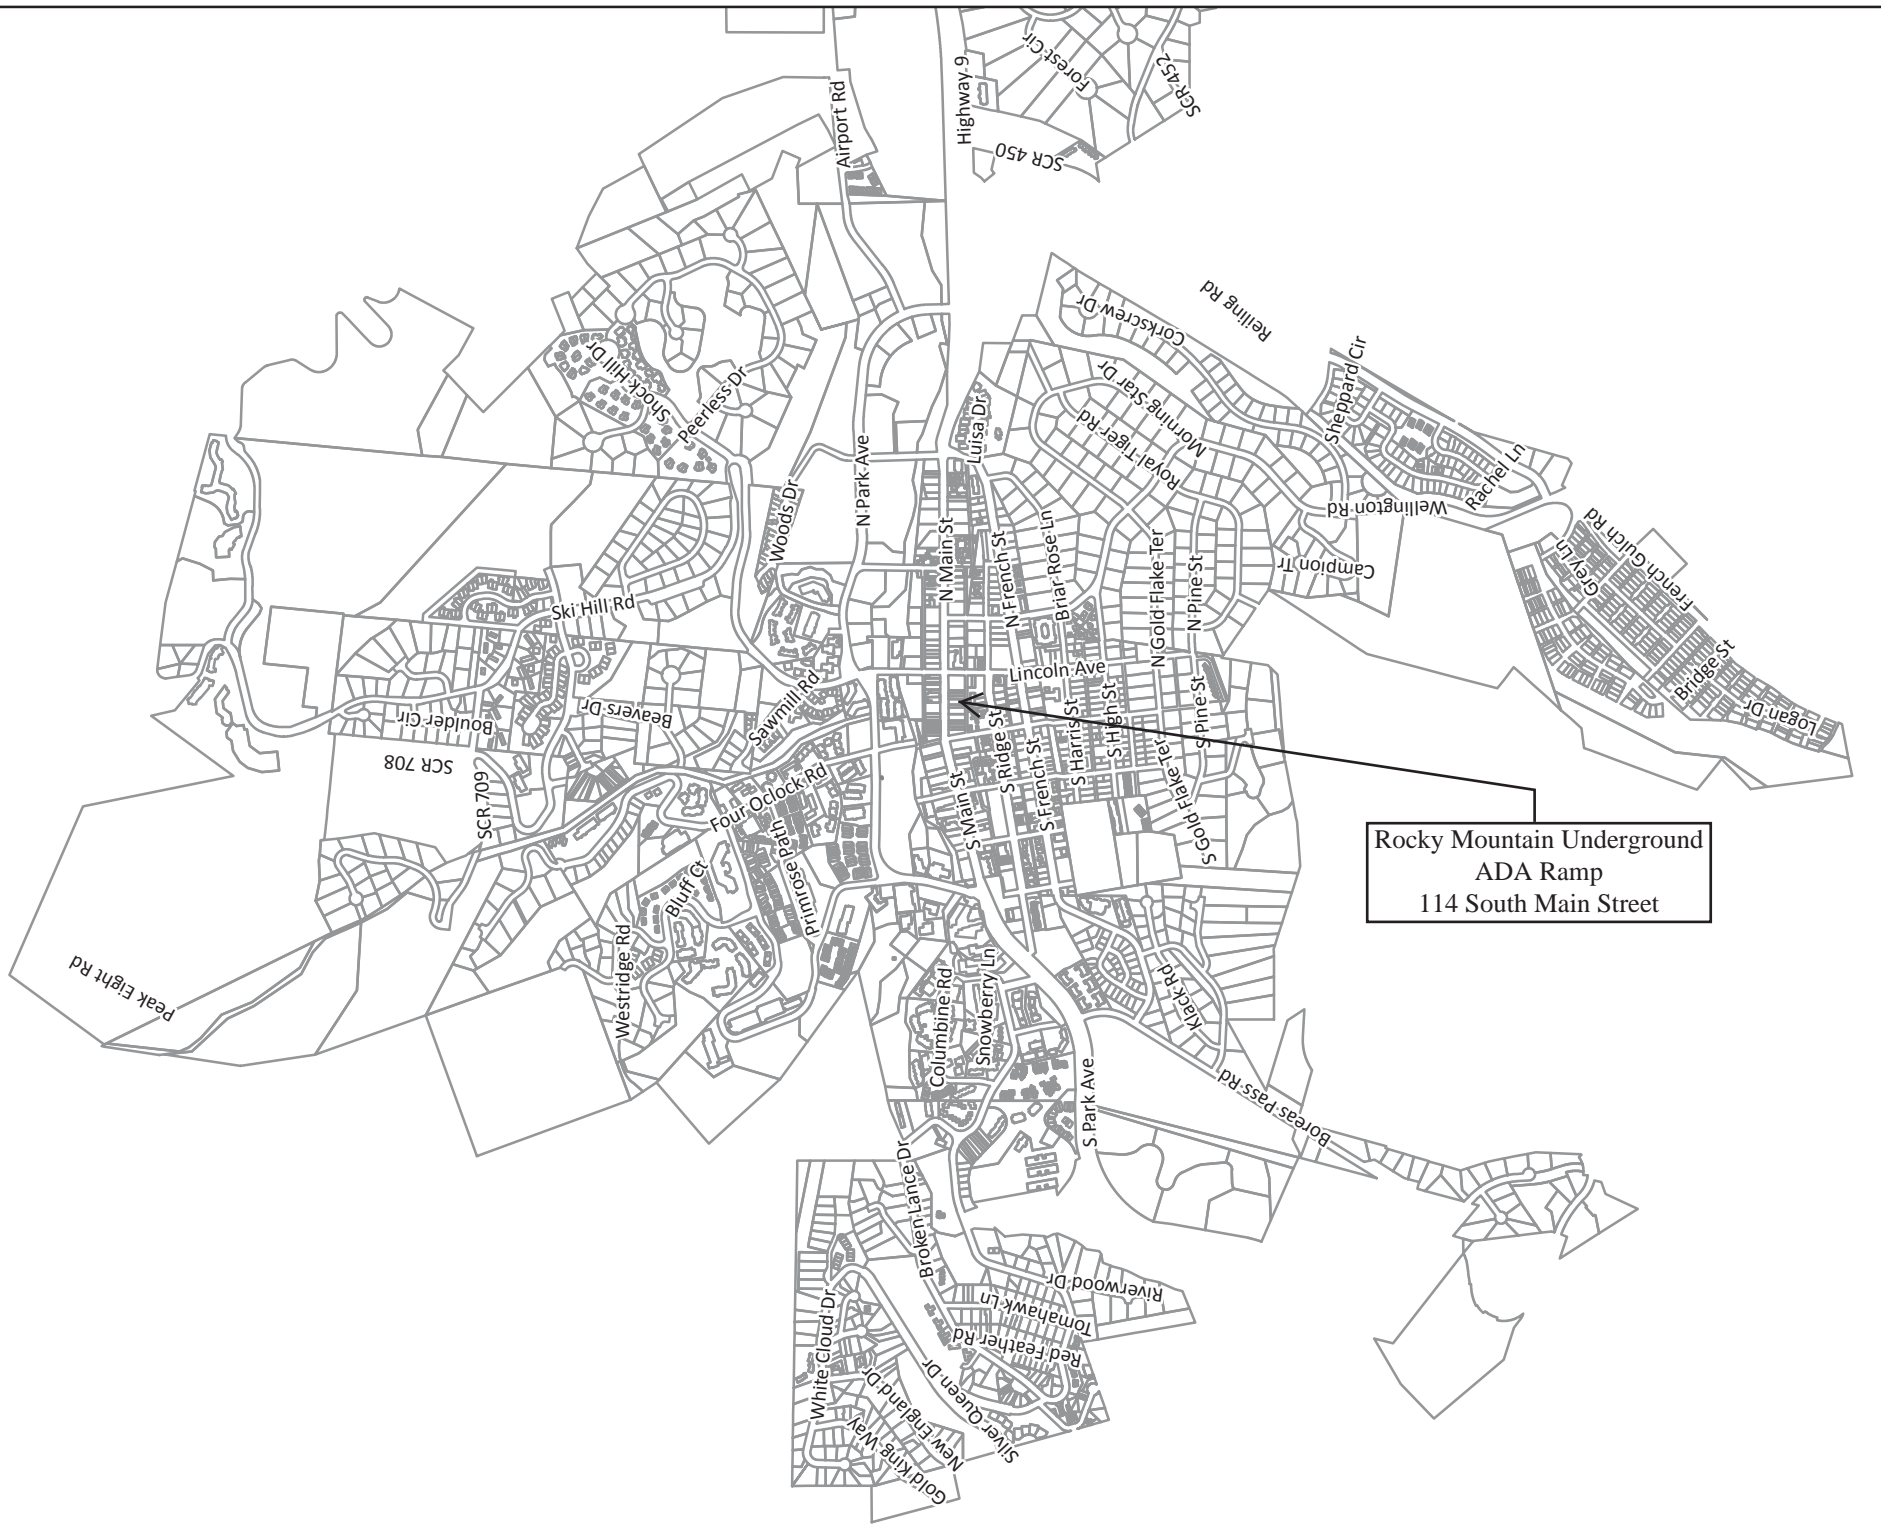 Forest Cir
SCR 452
Highway 9
Airport Rd
SCR 450
Reiling Rd
Corkscrew Dr
Shock Hill Dr
Peerless Dr
Sheppard Cir
Morning Star Dr
Luisa Dr
Royal Tiger Rd
Rachel Ln
N Park Ave
Woods Dr
Wellington Rd
N Main St
N French St
Briar Rose Ln
N Gold Flake Ter
N Pine St
Campion Tr
French Gulch Rd
Grey Ln
Ski Hill Rd
Lincoln Ave
Bridge St
Logan Dr
Boulder Cir
Beavers Dr
Sawmill Rd
S Ridge St
S Harris St
S High St
S Pine St
SCR 708
SCR 709
Four Oclock Rd
S Main St
S French St
S Gold Flake Ter
Rocky Mountain Underground
ADA Ramp
114 South Main Street
Bluff Ct
Primrose Path
Peak Eight Rd
Westridge Rd
Columbine Rd
Snowberry Ln
Klack Rd
S Park Ave
Boreas Pass Rd
Broken Lance Dr
Riverwood Dr
Tomahawk Ln
Red Feather Rd
White Cloud Dr
Silver Queen Dr
New England Dr
Gold King Way